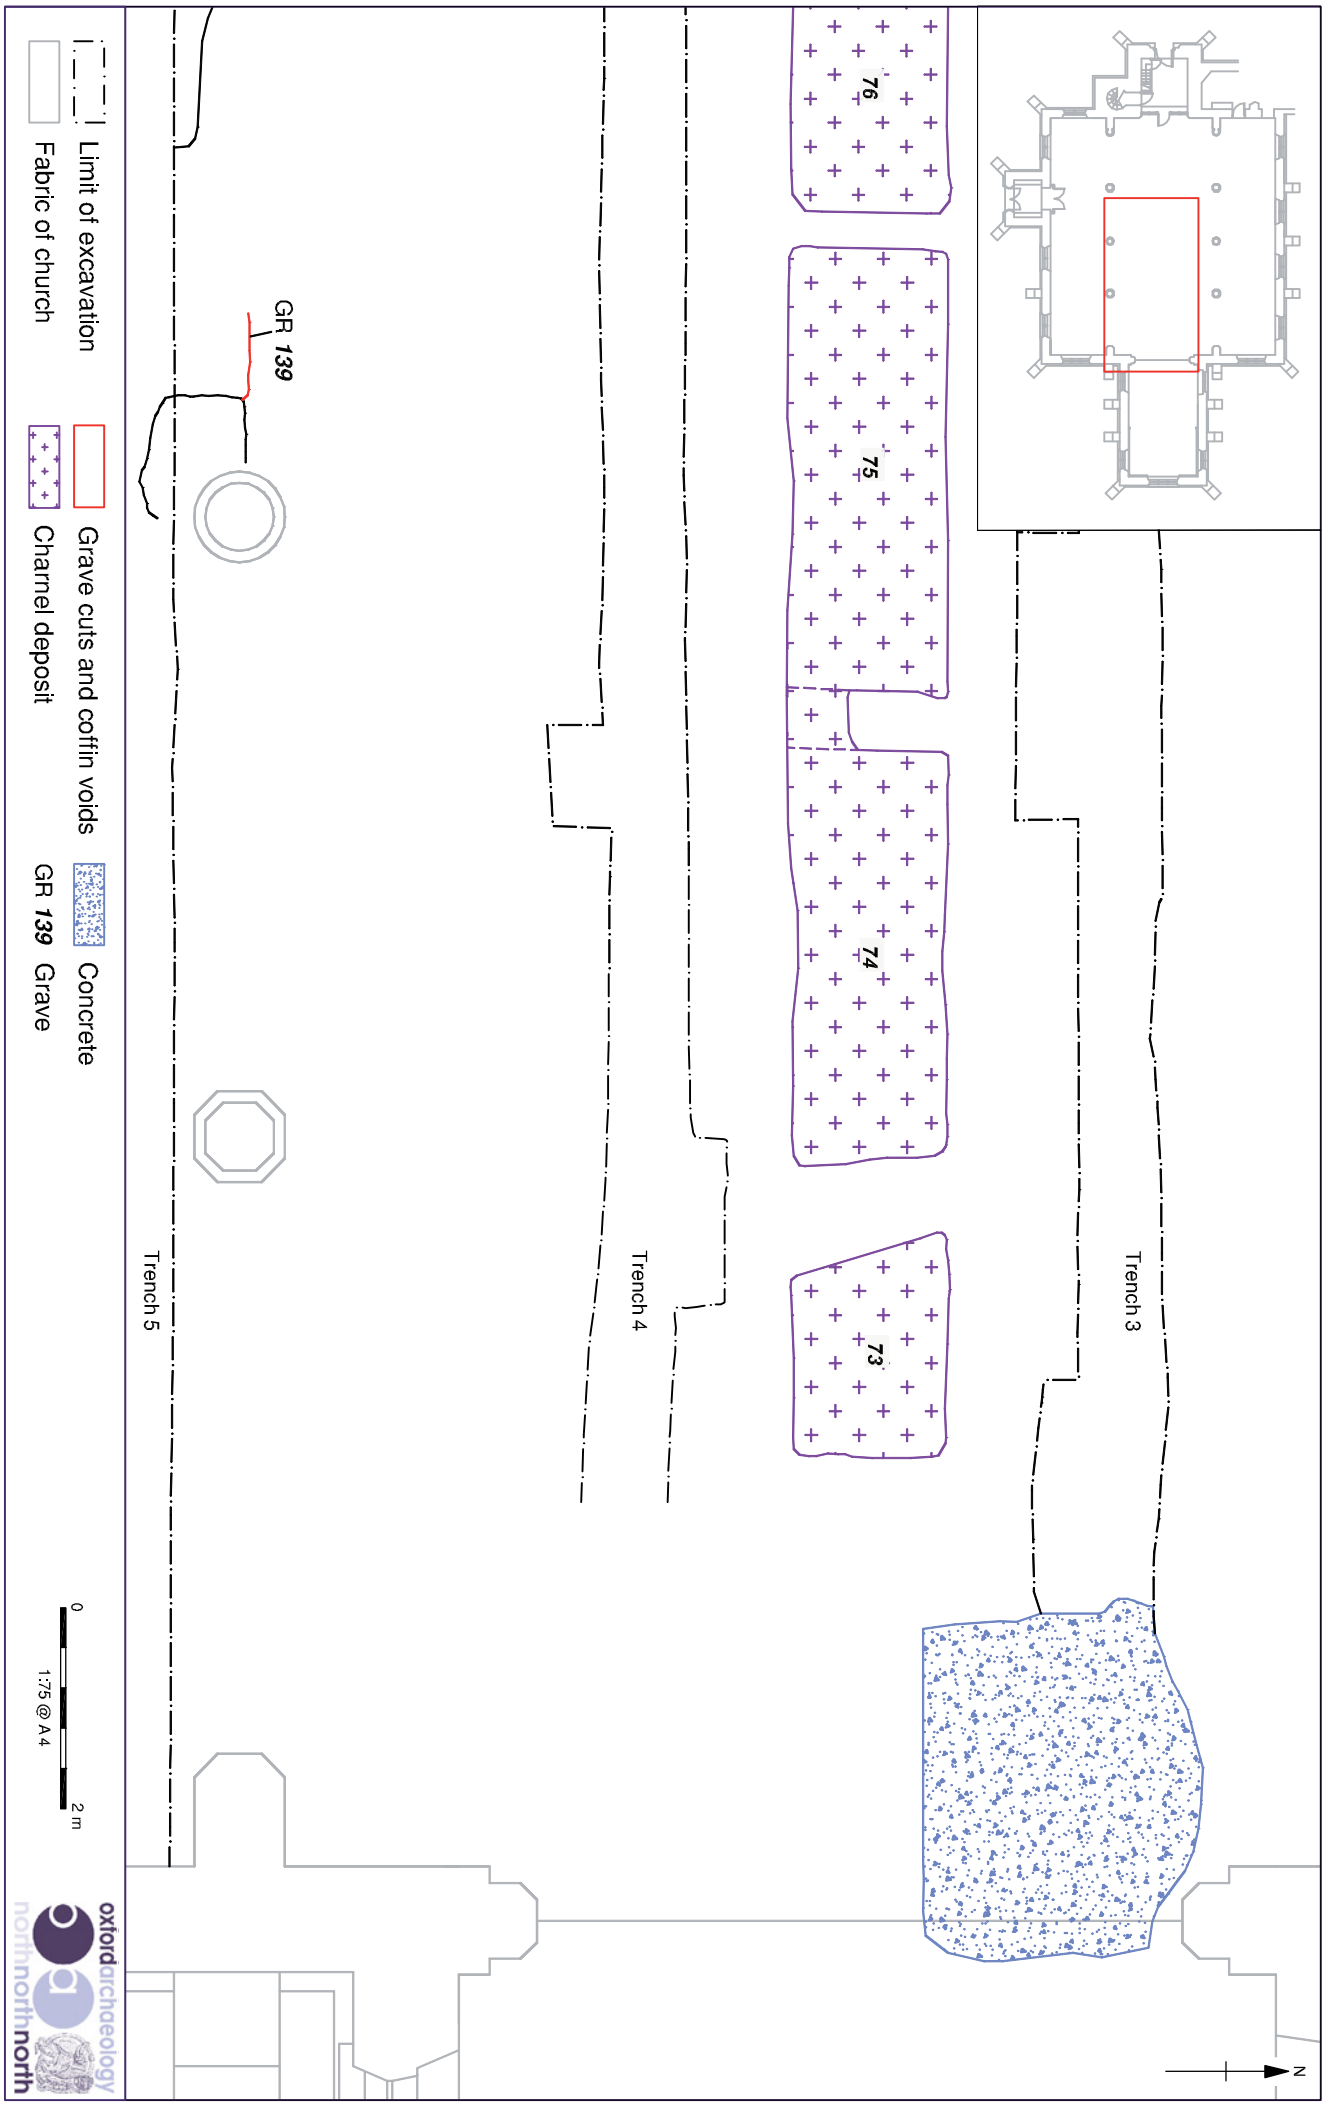 76
75
74
73
GR 139
Trench 3
Trench 4
Trench 5
Limit of excavation
Fabric of church
Grave cuts and coffin voids
Charnel deposit
Concrete
GR 139 Grave
0 2 m
1:75 @ A4
oxfordarchaeology
northnorthnorth
N